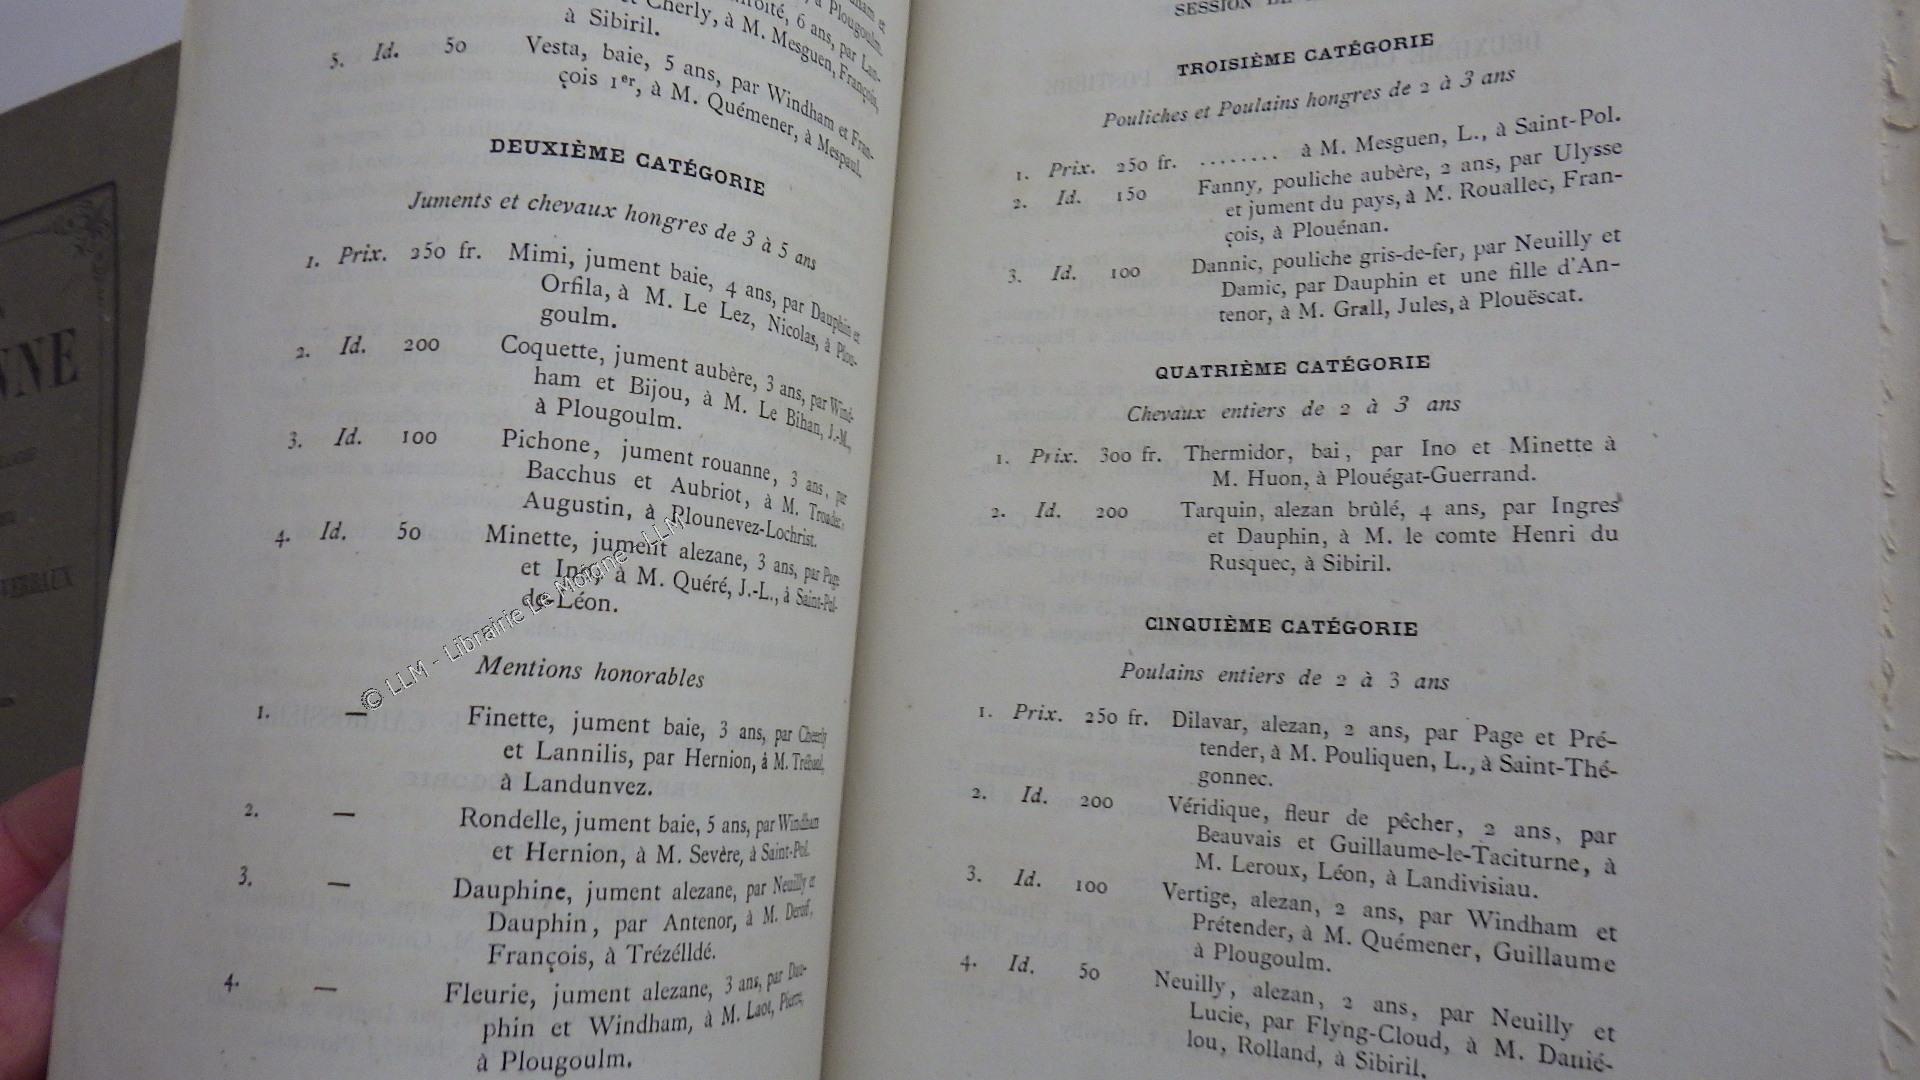 NNE
VERBAUX
à Sibiril.
Cherly, à M. Mesguen, François,
5. Id. 50 Vesta, baie, 5 ans, par Windham et Fran-
çois 1er, à M. Quémener, à Mespaul.
DEUXIÈME CATÉGORIE
Juments et chevaux hongres de 3 à 5 ans
1. Prix. 250 fr. Mimi, jument baie, 4 ans, par Dauphin et
Orfila, à M. Le Lez, Nicolas, à Plou-
goulm.
2. Id. 200 Coquette, jument aubère, 3 ans, par Wind-
ham et Bijou, à M. Le Bihan, J.-M.,
à Plougoulm.
3. Id. 100 Pichone, jument rouanne, 3 ans, par
Bacchus et Aubriot, à M. Troadec,
Augustin, à Plounevez-Lochrist.
4. Id. 50 Minette, jument alezane, 3 ans, par Page
et Ino, à M. Quéré, J.-L., à Saint-Pol-
de-Léon.
Mentions honorables
1. — Finette, jument baie, 3 ans, par Cheerly
et Lannilis, par Hernion, à M. Trébaul,
à Landunvez.
2. — Rondelle, jument baie, 5 ans, par Windham
et Hernion, à M. Sevère, à Saint-Pol.
3. — Dauphine, jument alezane, par Neuilly et
Dauphin, par Antenor, à M. Deroff,
François, à Trézélldé.
4. — Fleurie, jument alezane, 3 ans, par Dau-
phin et Windham, à M. Laot, Pierre,
à Plougoulm.
SESSION
TROISIÈME CATÉGORIE
Pouliches et Poulains hongres de 2 à 3 ans
1. Prix. 250 fr. ........ à M. Mesguen, L., à Saint-Pol.
2. Id. 150 Fanny, pouliche aubère, 2 ans, par Ulysse
et jument du pays, à M. Rouallec, Fran-
çois, à Plouénan.
3. Id. 100 Dannic, pouliche gris-de-fer, par Neuilly et
Damic, par Dauphin et une fille d'An-
tenor, à M. Grall, Jules, à Plouëscat.
QUATRIÈME CATÉGORIE
Chevaux entiers de 2 à 3 ans
1. Prix. 300 fr. Thermidor, bai, par Ino et Minette à
M. Huon, à Plouégat-Guerrand.
2. Id. 200 Tarquin, alezan brûlé, 4 ans, par Ingres
et Dauphin, à M. le comte Henri du
Rusquec, à Sibiril.
CINQUIÈME CATÉGORIE
Poulains entiers de 2 à 3 ans
1. Prix. 250 fr. Dilavar, alezan, 2 ans, par Page et Pré-
tender, à M. Pouliquen, L., à Saint-Thé-
gonnec.
2. Id. 200 Véridique, fleur de pêcher, 2 ans, par
Beauvais et Guillaume-le-Taciturne, à
M. Leroux, Léon, à Landivisiau.
3. Id. 100 Vertige, alezan, 2 ans, par Windham et
Prétender, à M. Quémener, Guillaume
à Plougoulm.
4. Id. 50 Neuilly, alezan, 2 ans, par Neuilly et
Lucie, par Flyng-Cloud, à M. Danié-
lou, Rolland, à Sibiril.
© LLM - Librairie Le Moigne - LLM